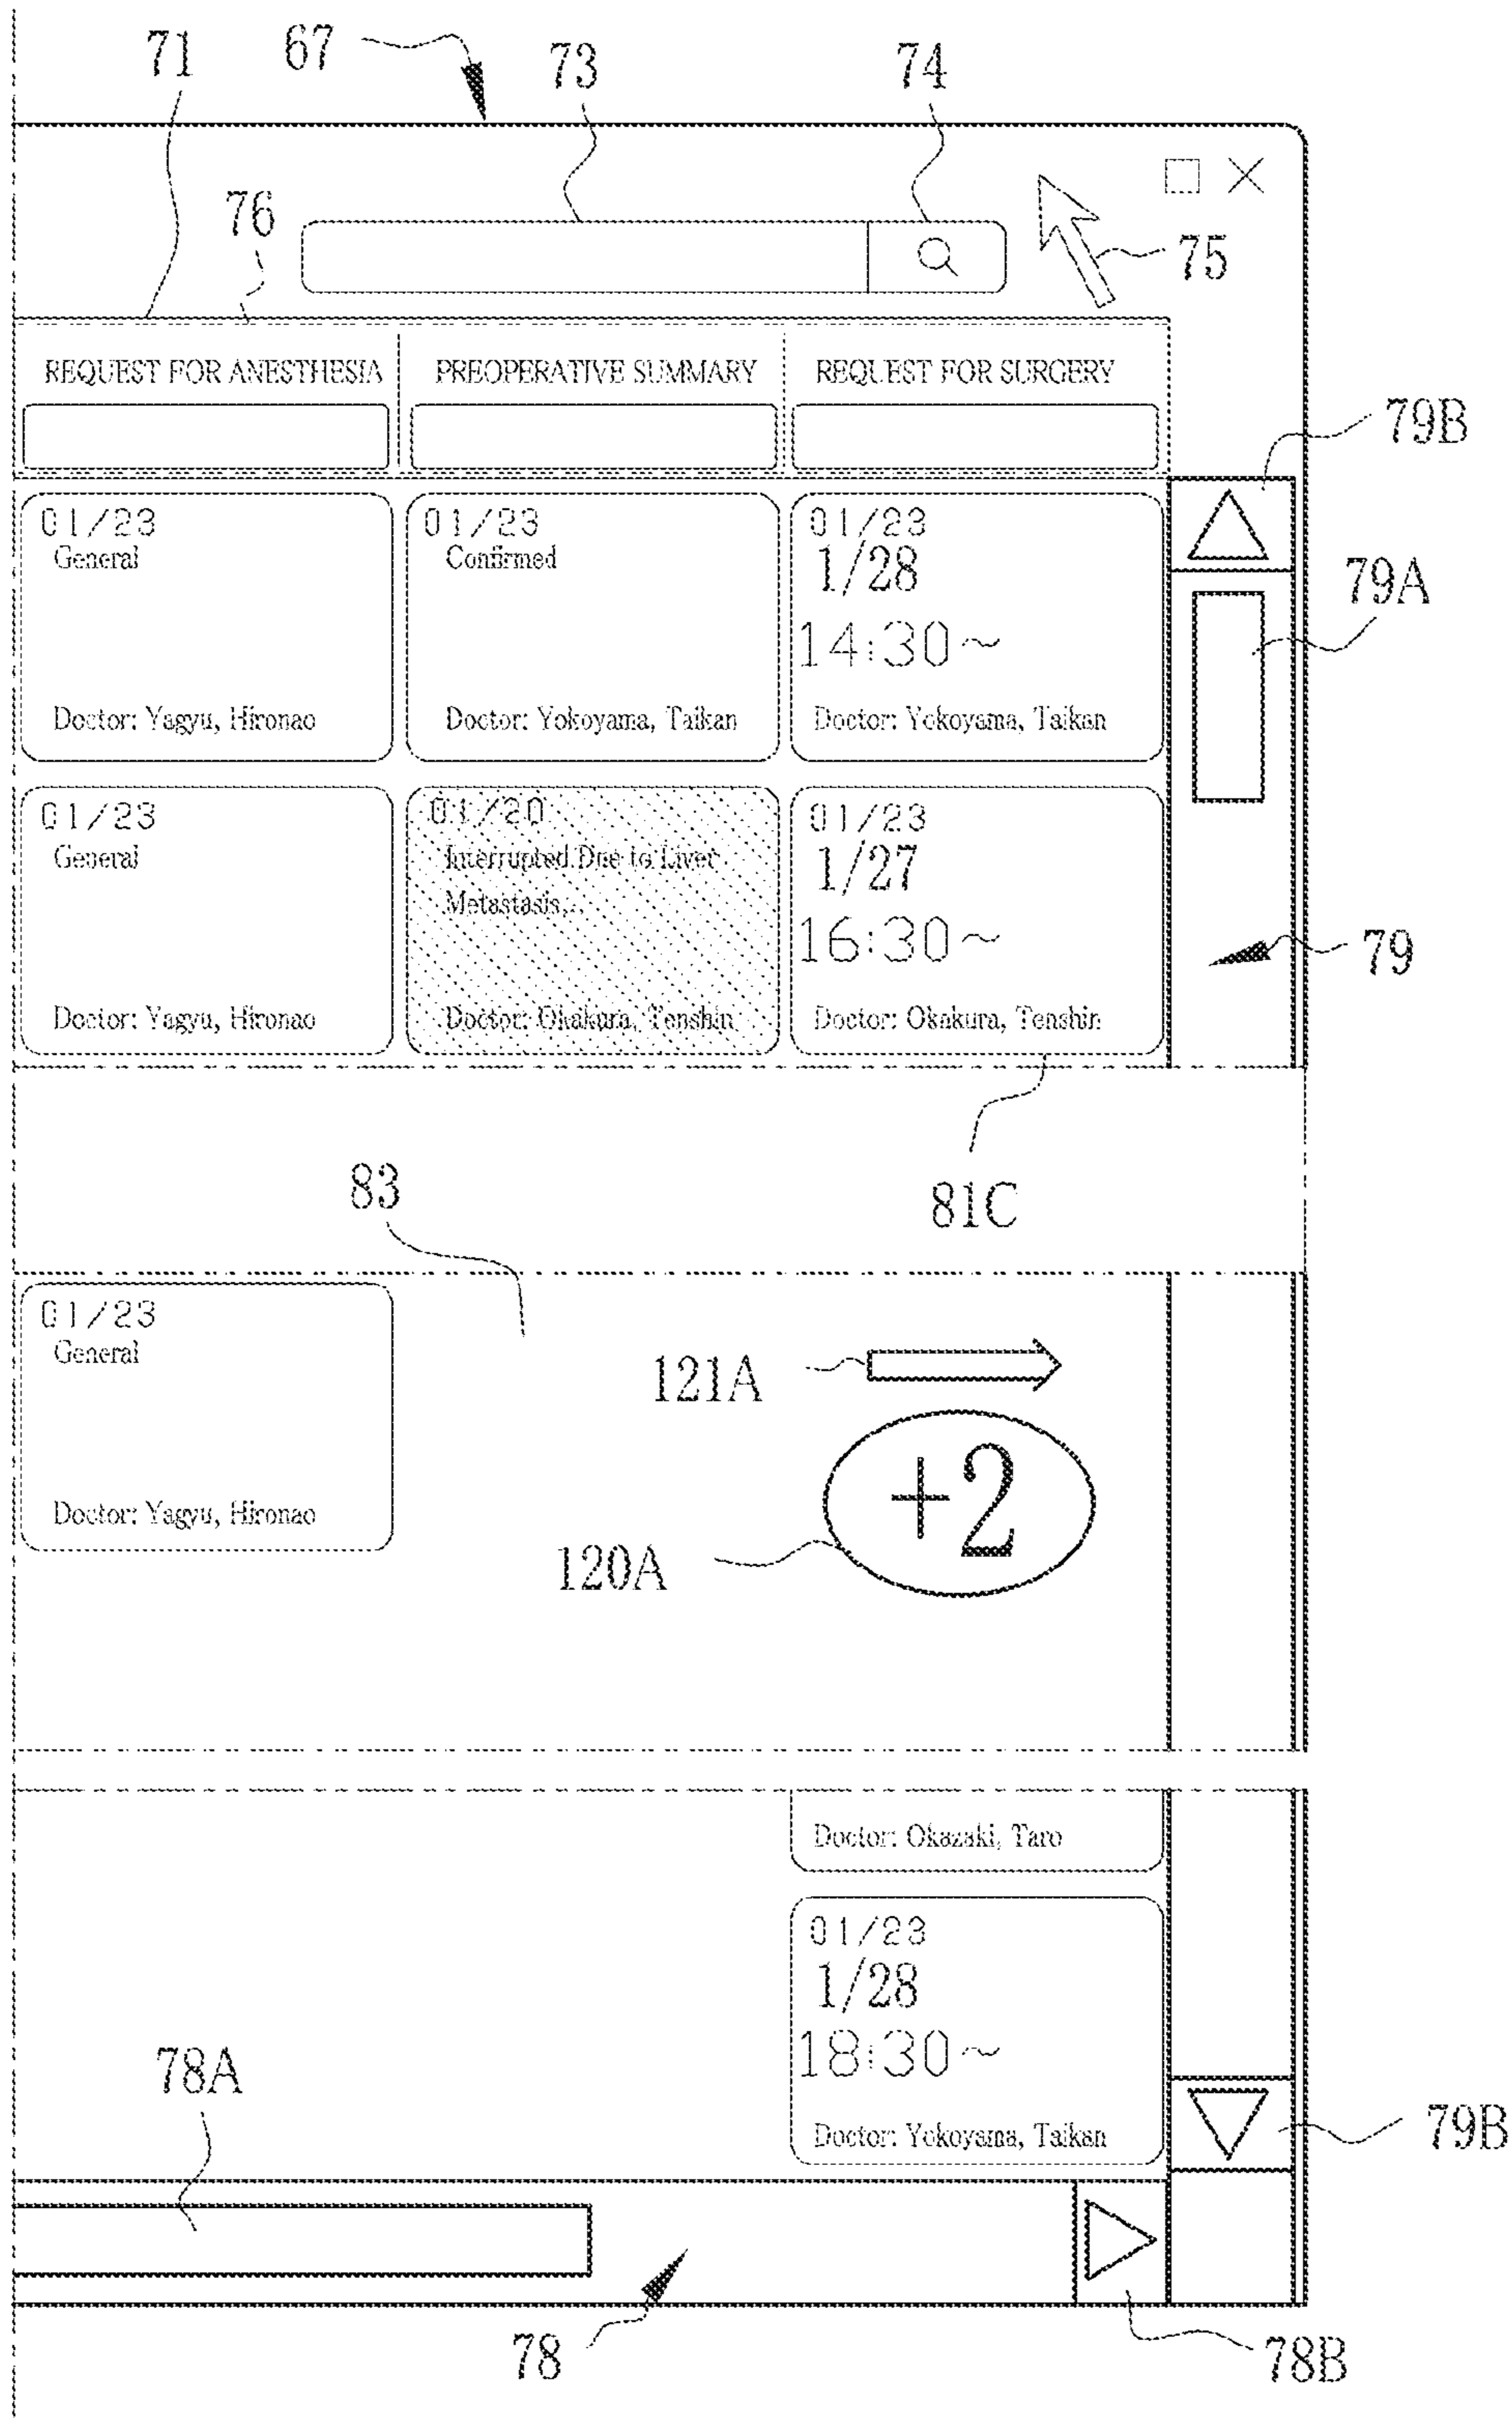 71
67
73
74
76
75
REQUEST FOR ANESTHESIA
PREOPERATIVE SUMMARY
REQUEST FOR SURGERY
79B
01/23
General
Doctor: Yagyu, Hironao
01/23
Confirmed
Doctor: Yokoyama, Taikan
01/23
1/28
14:30~
Doctor: Yokoyama, Taikan
79A
01/23
General
Doctor: Yagyu, Hironao
01/20
Interrupted Due to Liver
Metastasis,..
Doctor: Okakura, Tenshin
01/23
1/27
16:30~
Doctor: Okakura, Tenshin
79
83
81C
01/23
General
Doctor: Yagyu, Hironao
121A
+2
120A
Doctor: Okazaki, Taro
01/23
1/28
18:30~
Doctor: Yokoyama, Taikan
78A
79B
78
78B